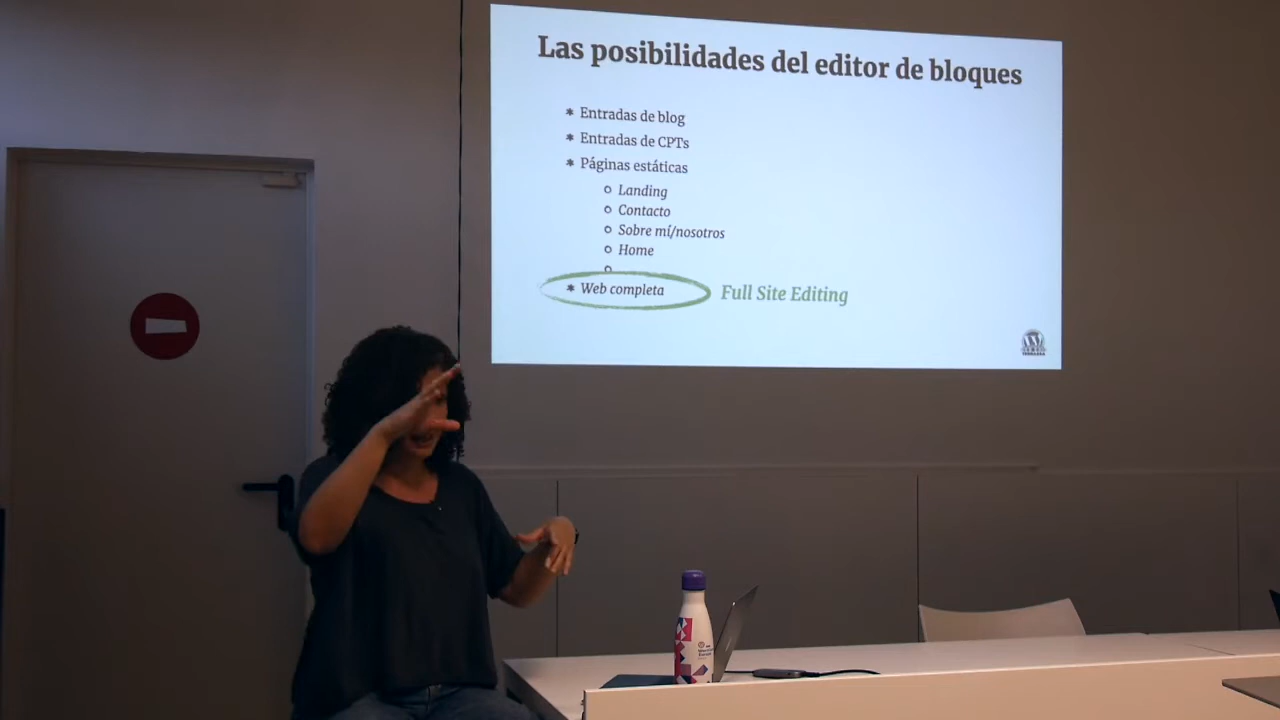 Las posibilidades del editor de bloques
* Entradas de blog
* Entradas de CPTs
* Páginas estáticas
Landing
Contacto
Sobre mí/nosotros
Home
* Web completa
Full Site Editing